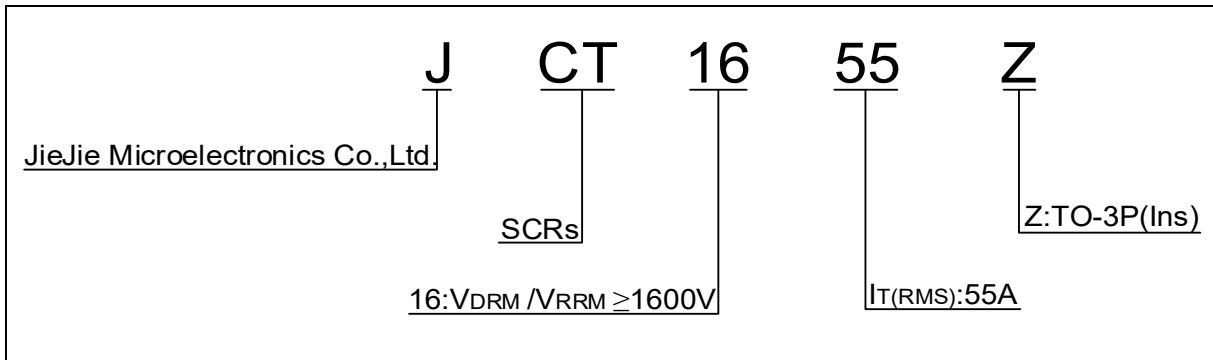 J CT 16 55 Z
JieJie Microelectronics Co.,Ltd.
Z:TO-3P(Ins)
SCRs
16:VDRM /VRRM ≥1600V
IT(RMS):55A